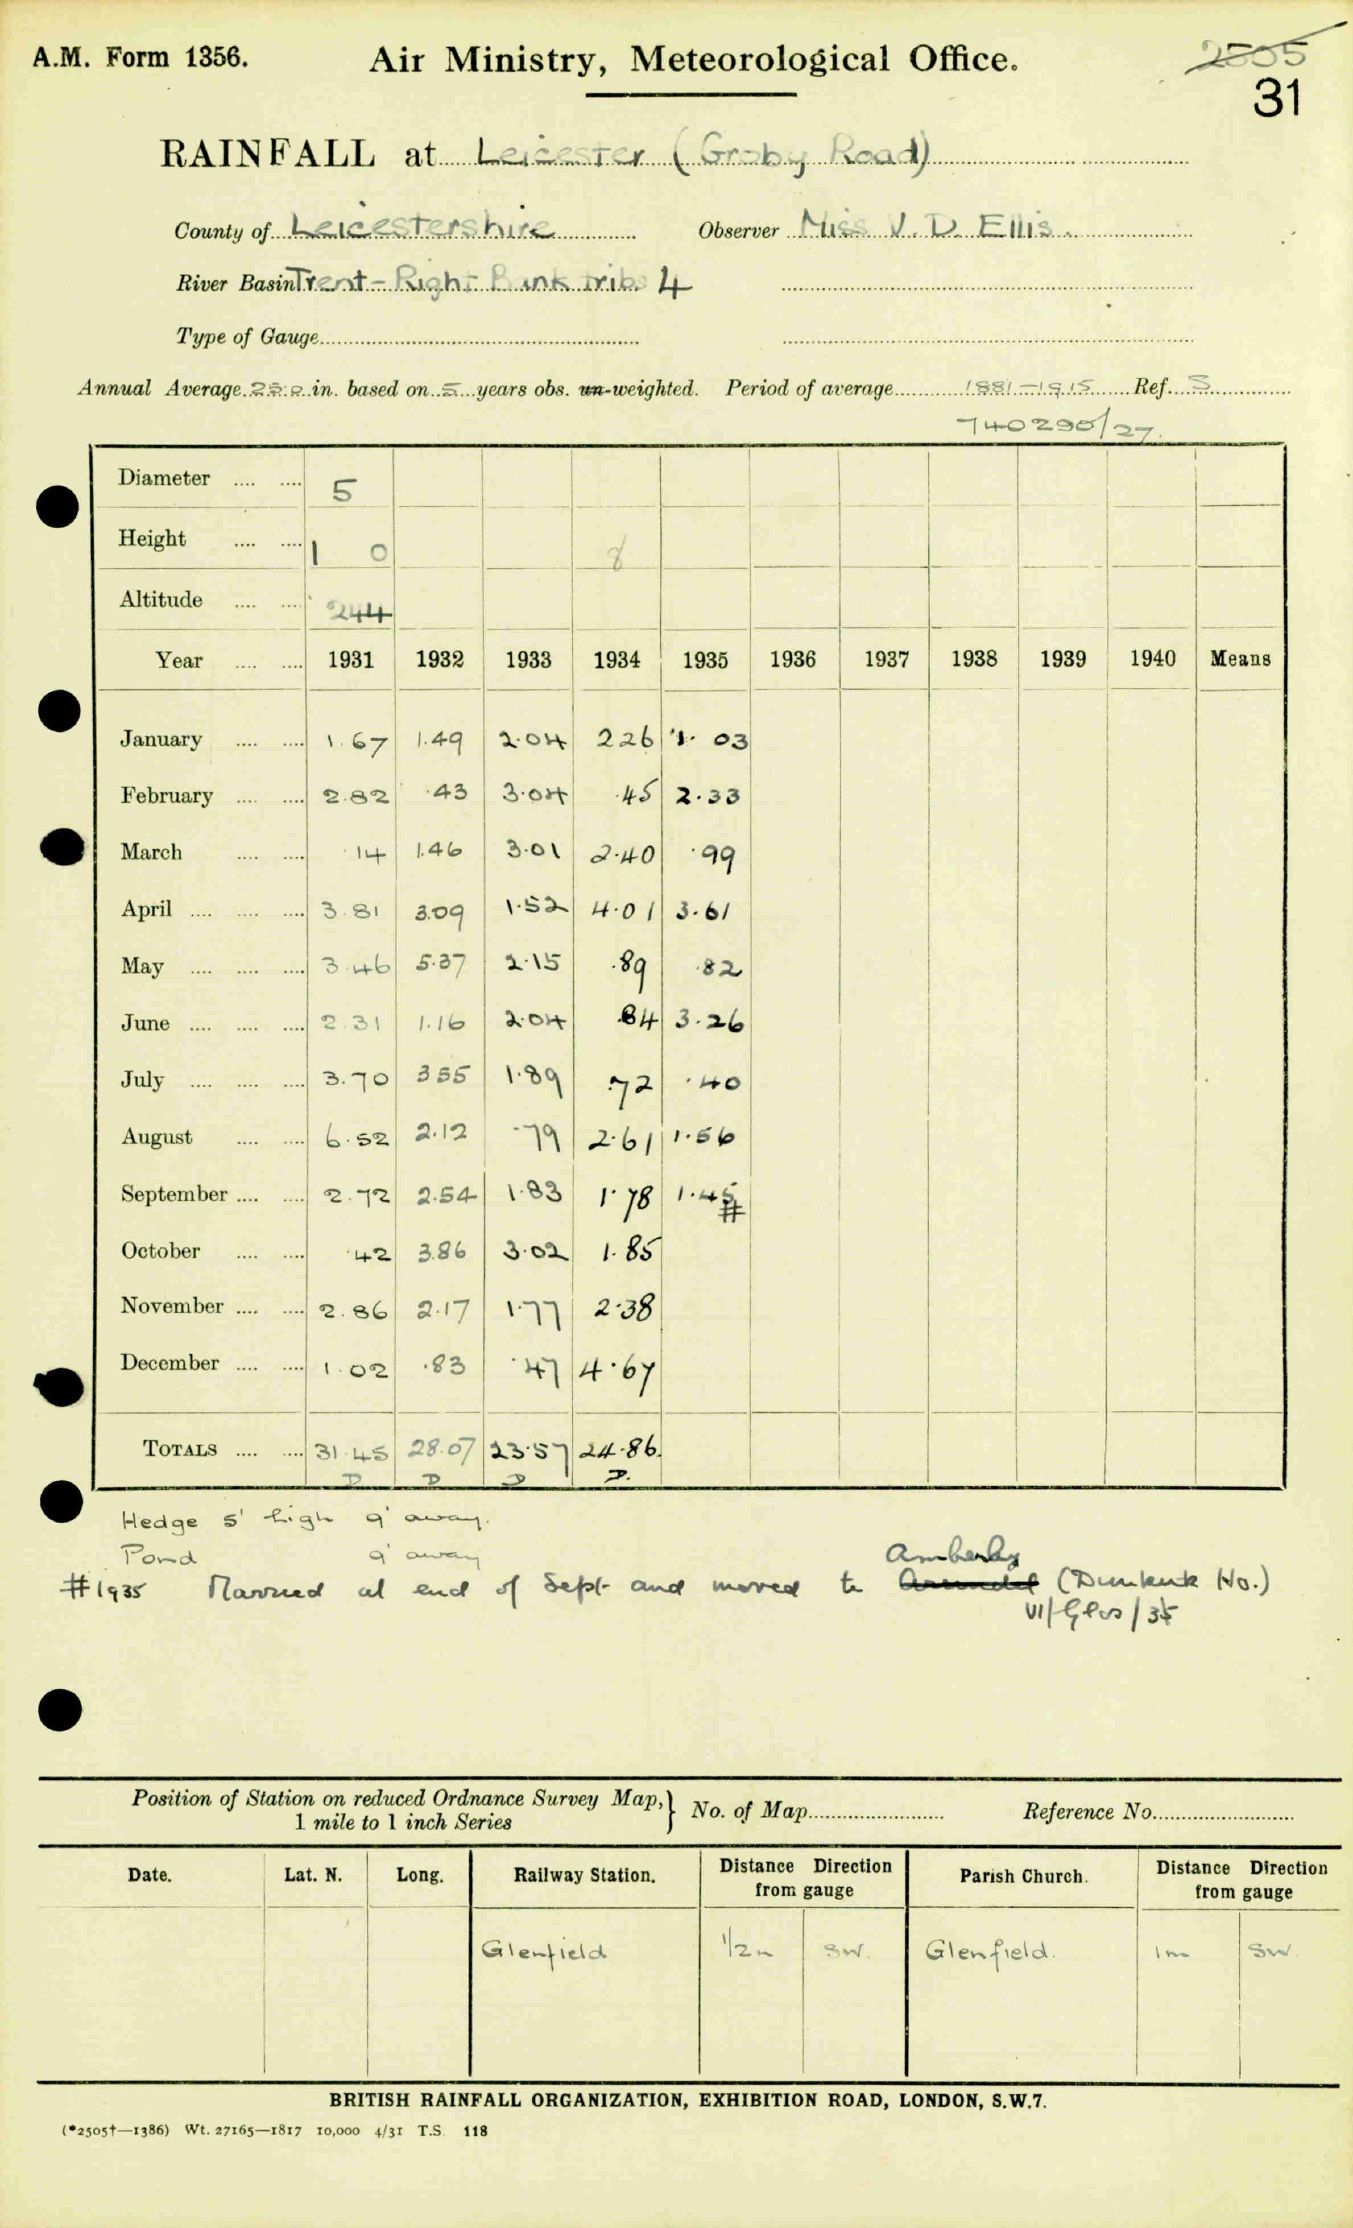 A.M. Form 1356. Air Ministry, Meteorological Office. 2505
31
RAINFALL at Leicester (Groby Road)
County of Leicestershire Observer Miss V. D. Ellis.
River Basin Trent - Right Bank tribs 4
Type of Gauge
Annual Average 25.0 in. based on 5 years obs. un-weighted. Period of average 1881-1915 Ref. S
740290/27.
Diameter .... .... 5
Height .... .... 1 0 8
Altitude .... .... 244
Year .... .... 1931 1932 1933 1934 1935 1936 1937 1938 1939 1940 Means
January .... .... 1.67 1.49 2.04 2.26 1.03
February .... .... 2.82 .43 3.04 .45 2.33
March .... .... .14 1.46 3.01 2.40 .99
April .... .... .... 3.81 3.09 1.52 4.01 3.61
May .... .... .... 3.46 5.37 2.15 .89 .82
June .... .... .... 2.31 1.16 2.04 .84 3.26
July .... .... .... 3.70 3.55 1.89 .72 .40
August .... .... 6.52 2.12 .79 2.61 1.56
September .... .... 2.72 2.54 1.83 1.78 1.45 #
October .... .... .42 3.86 3.02 1.85
November .... .... 2.86 2.17 1.77 2.38
December .... .... 1.02 .83 .47 4.67
TOTALS .... .... 31.45 28.07 23.57 24.86.
D D D D.
Hedge 5' high 9' away.
Pond 9' away
Amberley
#1935 Married at end of Sept and moved to Arundel (Dunkirk Ho.)
VI/Glos/35
Position of Station on reduced Ordnance Survey Map, 1 mile to 1 inch Series } No. of Map Reference No.
Date. Lat. N. Long. Railway Station. Distance Direction from gauge Parish Church. Distance Direction from gauge
Glenfield 1/2m SW. Glenfield. 1m SW.
BRITISH RAINFALL ORGANIZATION, EXHIBITION ROAD, LONDON, S.W.7.
(*2505†—1386) Wt. 27165—1817 10,000 4/31 T.S. 118